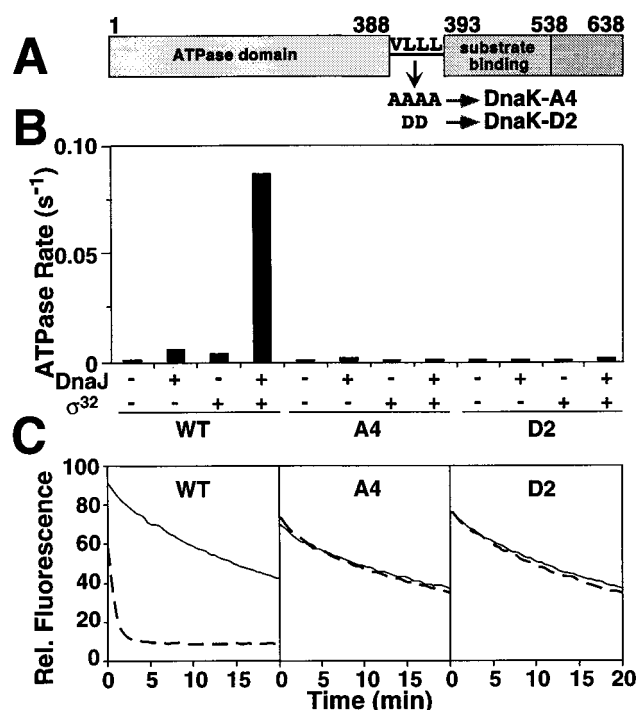 A
1 388 VLLL 393 538 638
ATPase domain
substrate binding
AAAA DnaK-A4
DD DnaK-D2
B
ATPase Rate (s⁻¹)
0.10
0.05
0
DnaJ - + - + - + - + - + - +
σ³² - - + + - - + + - - + +
WT A4 D2
C
Rel. Fluorescence
100
80
60
40
20
0
WT A4 D2
0 5 10 15 0 5 10 15 0 5 10 15 20
Time (min)